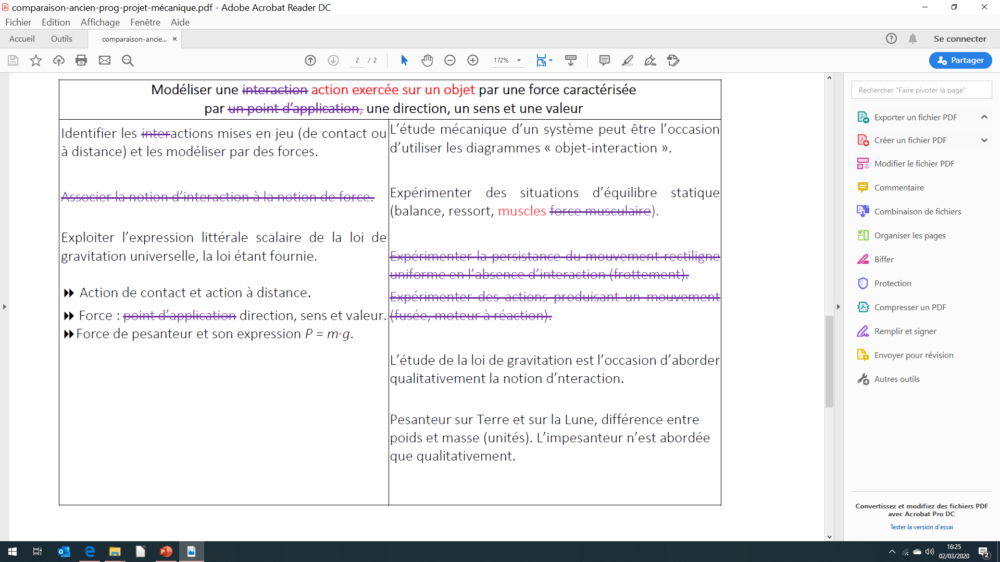 comparaison-ancien-prog-projet-mécanique.pdf - Adobe Acrobat Reader DC
Fichier Edition Affichage Fenêtre Aide
Accueil Outils comparaison-ancie... × Se connecter
2 / 2 172% Partager
Modéliser une interaction action exercée sur un objet par une force caractérisée
par un point d’application, une direction, un sens et une valeur
Identifier les interactions mises en jeu (de contact ou
à distance) et les modéliser par des forces.
Associer la notion d’interaction à la notion de force.
Exploiter l’expression littérale scalaire de la loi de
gravitation universelle, la loi étant fournie.
Action de contact et action à distance.
Force : point d’application direction, sens et valeur.
Force de pesanteur et son expression P = m·g.
L’étude mécanique d’un système peut être l’occasion
d’utiliser les diagrammes « objet-interaction ».
Expérimenter des situations d’équilibre statique
(balance, ressort, muscles force musculaire).
Expérimenter la persistance du mouvement rectiligne
uniforme en l’absence d’interaction (frottement).
Expérimenter des actions produisant un mouvement
(fusée, moteur à réaction).
L’étude de la loi de gravitation est l’occasion d’aborder
qualitativement la notion d’nteraction.
Pesanteur sur Terre et sur la Lune, différence entre
poids et masse (unités). L’impesanteur n’est abordée
que qualitativement.
Rechercher "Faire pivoter la page"
Exporter un fichier PDF
Créer un fichier PDF
Modifier le fichier PDF
Commentaire
Combinaison de fichiers
Organiser les pages
Biffer
Protection
Compresser un PDF
Remplir et signer
Envoyer pour révision
Autres outils
Convertissez et modifiez des fichiers PDF
avec Acrobat Pro DC
Tester la version d'essai
16:25
02/03/2020
2